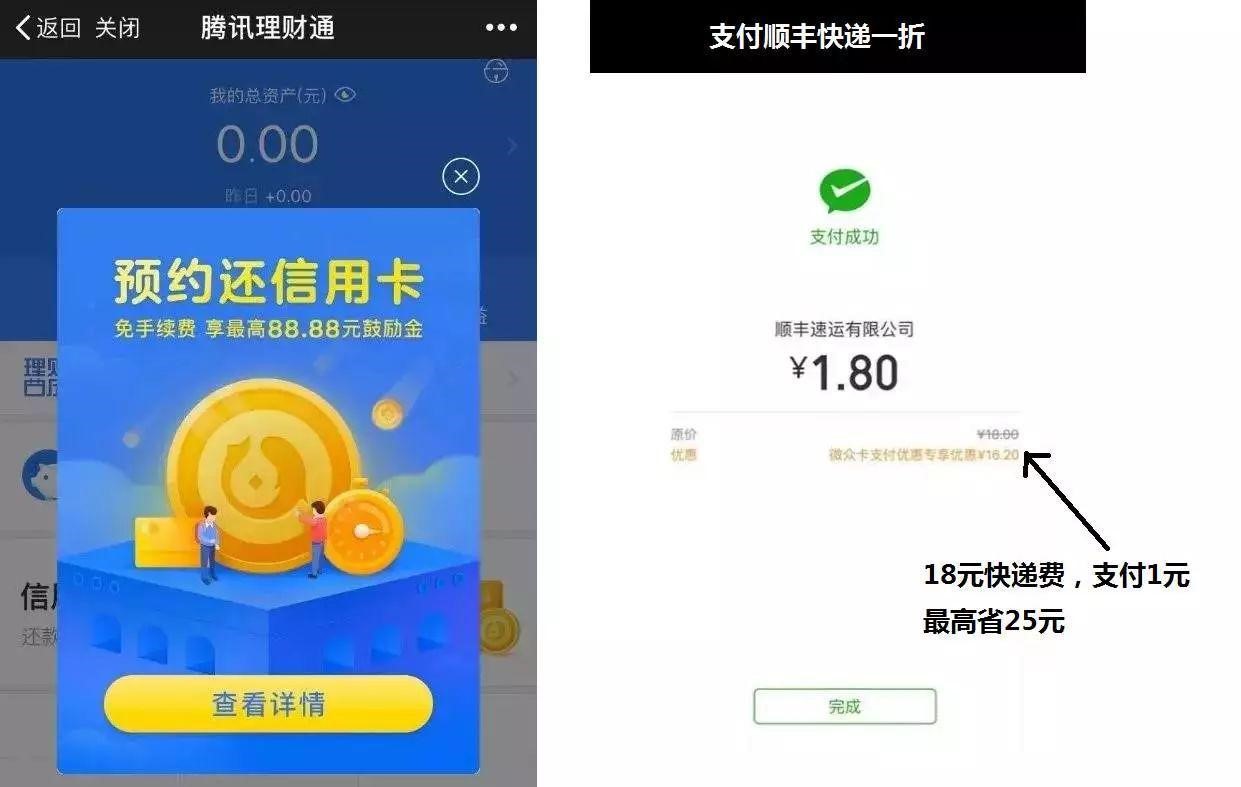 返回 关闭 腾讯理财通
我的总资产(元)
0.00
昨日 +0.00
预约还信用卡
免手续费 享最高88.88元鼓励金
益
理财
信用
还款
查看详情
支付顺丰快递一折
支付成功
顺丰速运有限公司
¥1.80
原价 ¥18.00
优惠 微众卡支付优惠专享优惠¥16.20
18元快递费，支付1元
最高省25元
完成